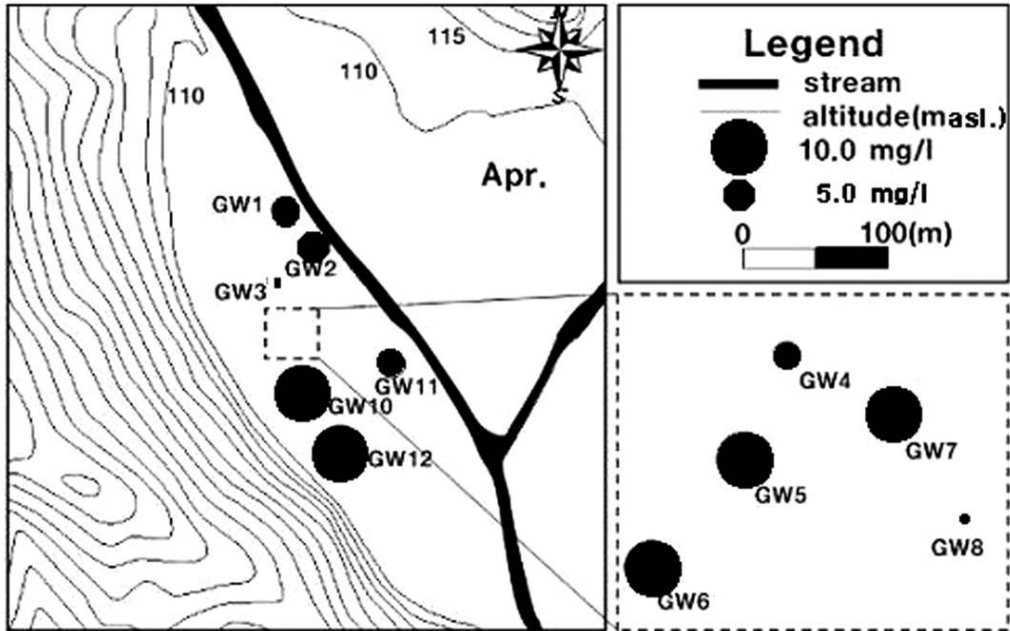 N
S
115
110
110
Apr.
GW1
GW2
GW3
GW11
GW10
GW12
Legend
stream
altitude(masl.)
10.0 mg/l
5.0 mg/l
0 100(m)
GW4
GW7
GW5
GW8
GW6